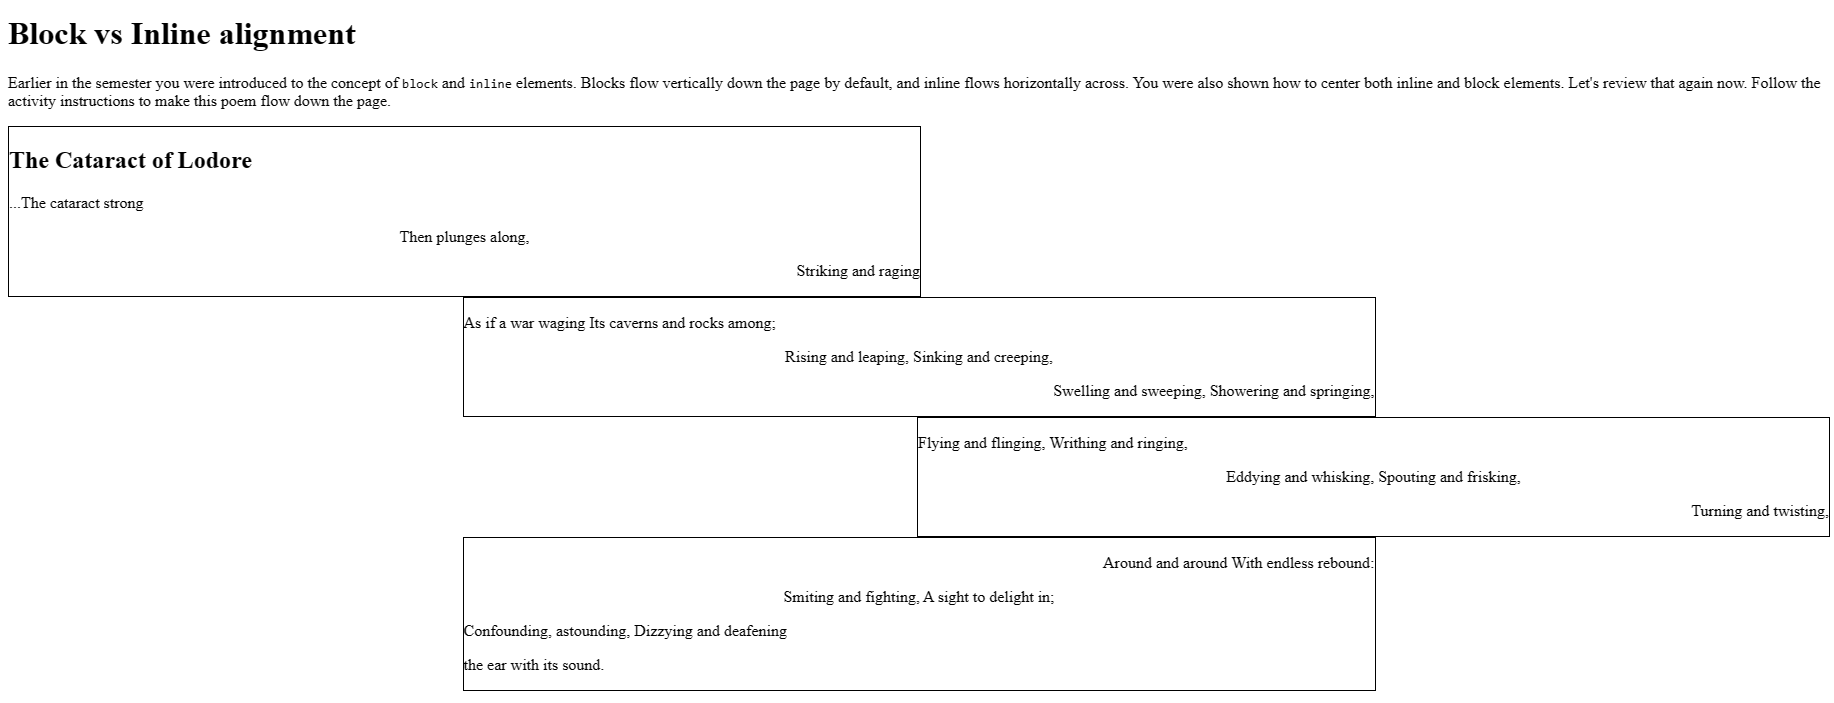 Block vs Inline alignment
Earlier in the semester you were introduced to the concept of block and inline elements. Blocks flow vertically down the page by default, and inline flows horizontally across. You were also shown how to center both inline and block elements. Let's review that again now. Follow the
activity instructions to make this poem flow down the page.
The Cataract of Lodore
...The cataract strong
Then plunges along,
Striking and raging
As if a war waging Its caverns and rocks among;
Rising and leaping, Sinking and creeping,
Swelling and sweeping, Showering and springing,
Flying and flinging, Writhing and ringing,
Eddying and whisking, Spouting and frisking,
Turning and twisting,
Around and around With endless rebound:
Smiting and fighting, A sight to delight in;
Confounding, astounding, Dizzying and deafening
the ear with its sound.